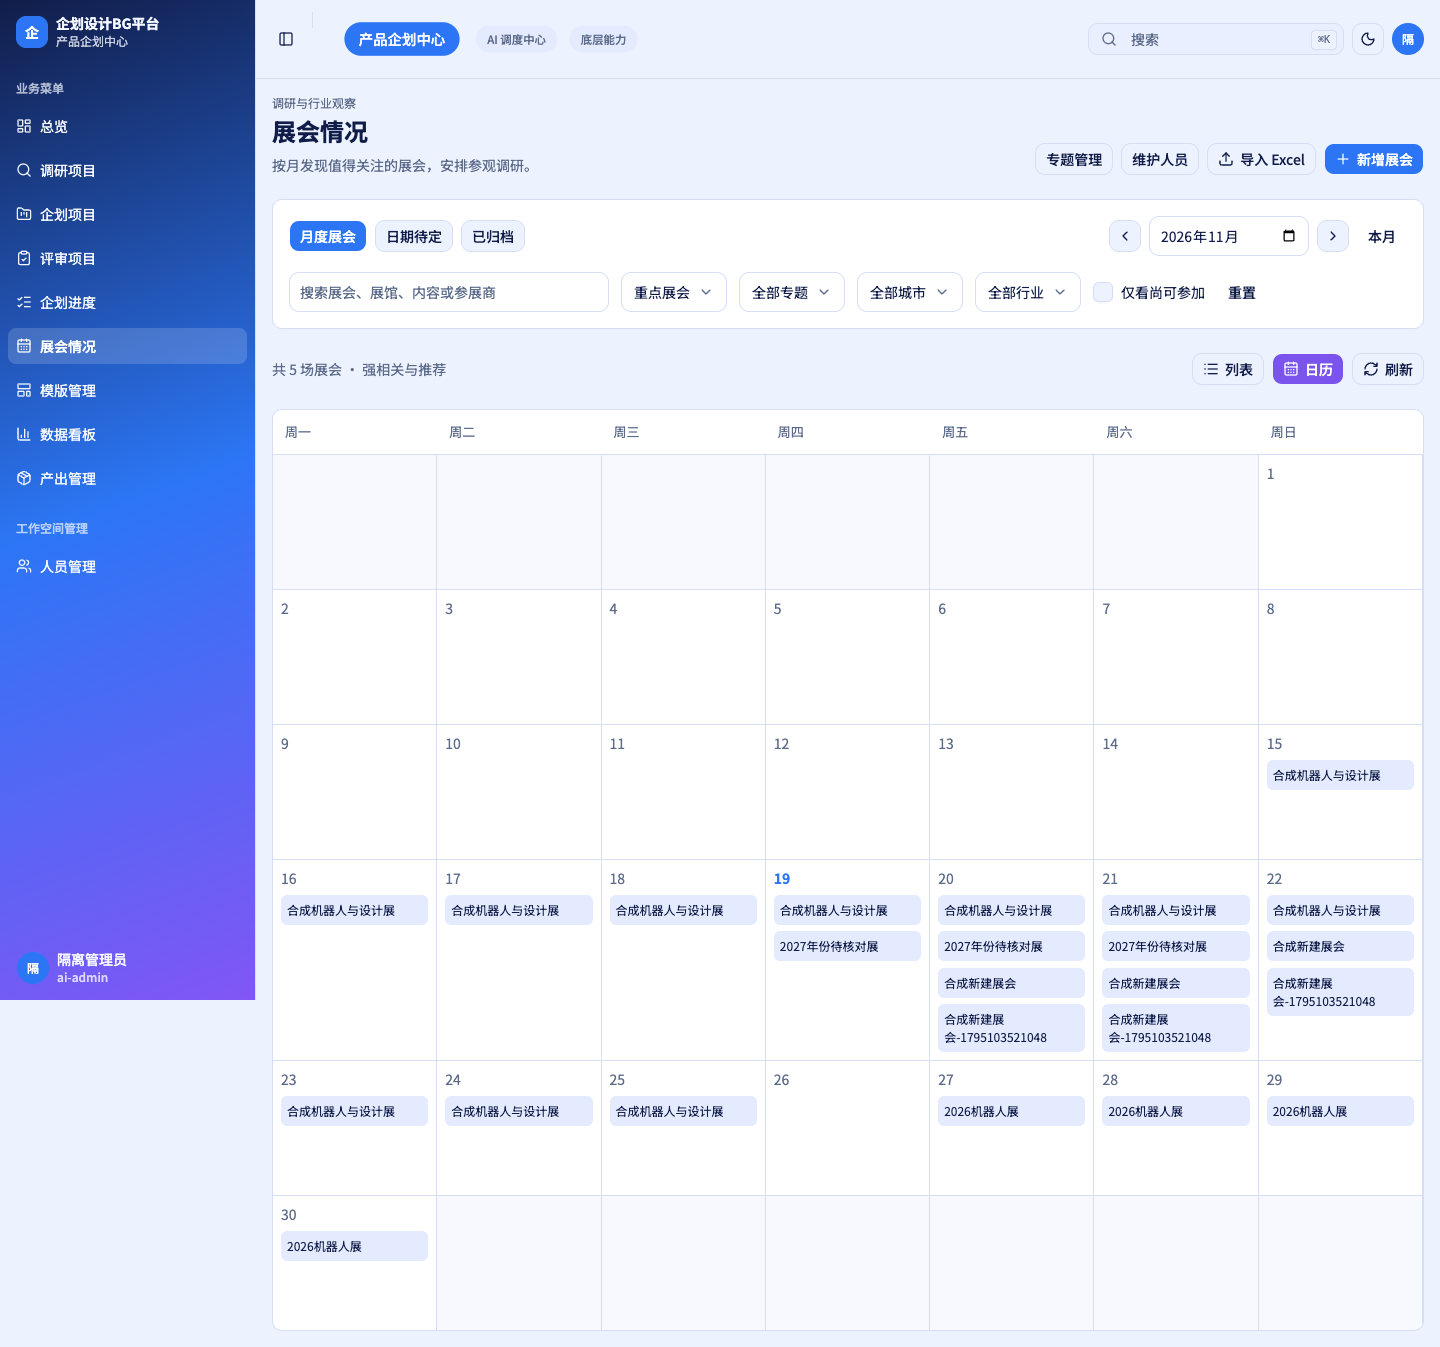 企
企划设计BG平台
产品企划中心
业务菜单
总览
调研项目
企划项目
评审项目
企划进度
展会情况
模版管理
数据看板
产出管理
工作空间管理
人员管理
隔
隔离管理员
ai-admin
产品企划中心
AI 调度中心
底层能力
搜索
⌘K
隔
调研与行业观察
展会情况
按月发现值得关注的展会，安排参观调研。
专题管理
维护人员
导入 Excel
新增展会
月度展会
日期待定
已归档
2026年11月
本月
搜索展会、展馆、内容或参展商
重点展会
全部专题
全部城市
全部行业
仅看尚可参加
重置
共 5 场展会 · 强相关与推荐
列表
日历
刷新
周一
周二
周三
周四
周五
周六
周日
1
2
3
4
5
6
7
8
9
10
11
12
13
14
15
合成机器人与设计展
16
合成机器人与设计展
17
合成机器人与设计展
18
合成机器人与设计展
19
合成机器人与设计展
2027年份待核对展
20
合成机器人与设计展
2027年份待核对展
合成新建展会
合成新建展
会-1795103521048
21
合成机器人与设计展
2027年份待核对展
合成新建展会
合成新建展
会-1795103521048
22
合成机器人与设计展
合成新建展会
合成新建展
会-1795103521048
23
合成机器人与设计展
24
合成机器人与设计展
25
合成机器人与设计展
26
27
2026机器人展
28
2026机器人展
29
2026机器人展
30
2026机器人展